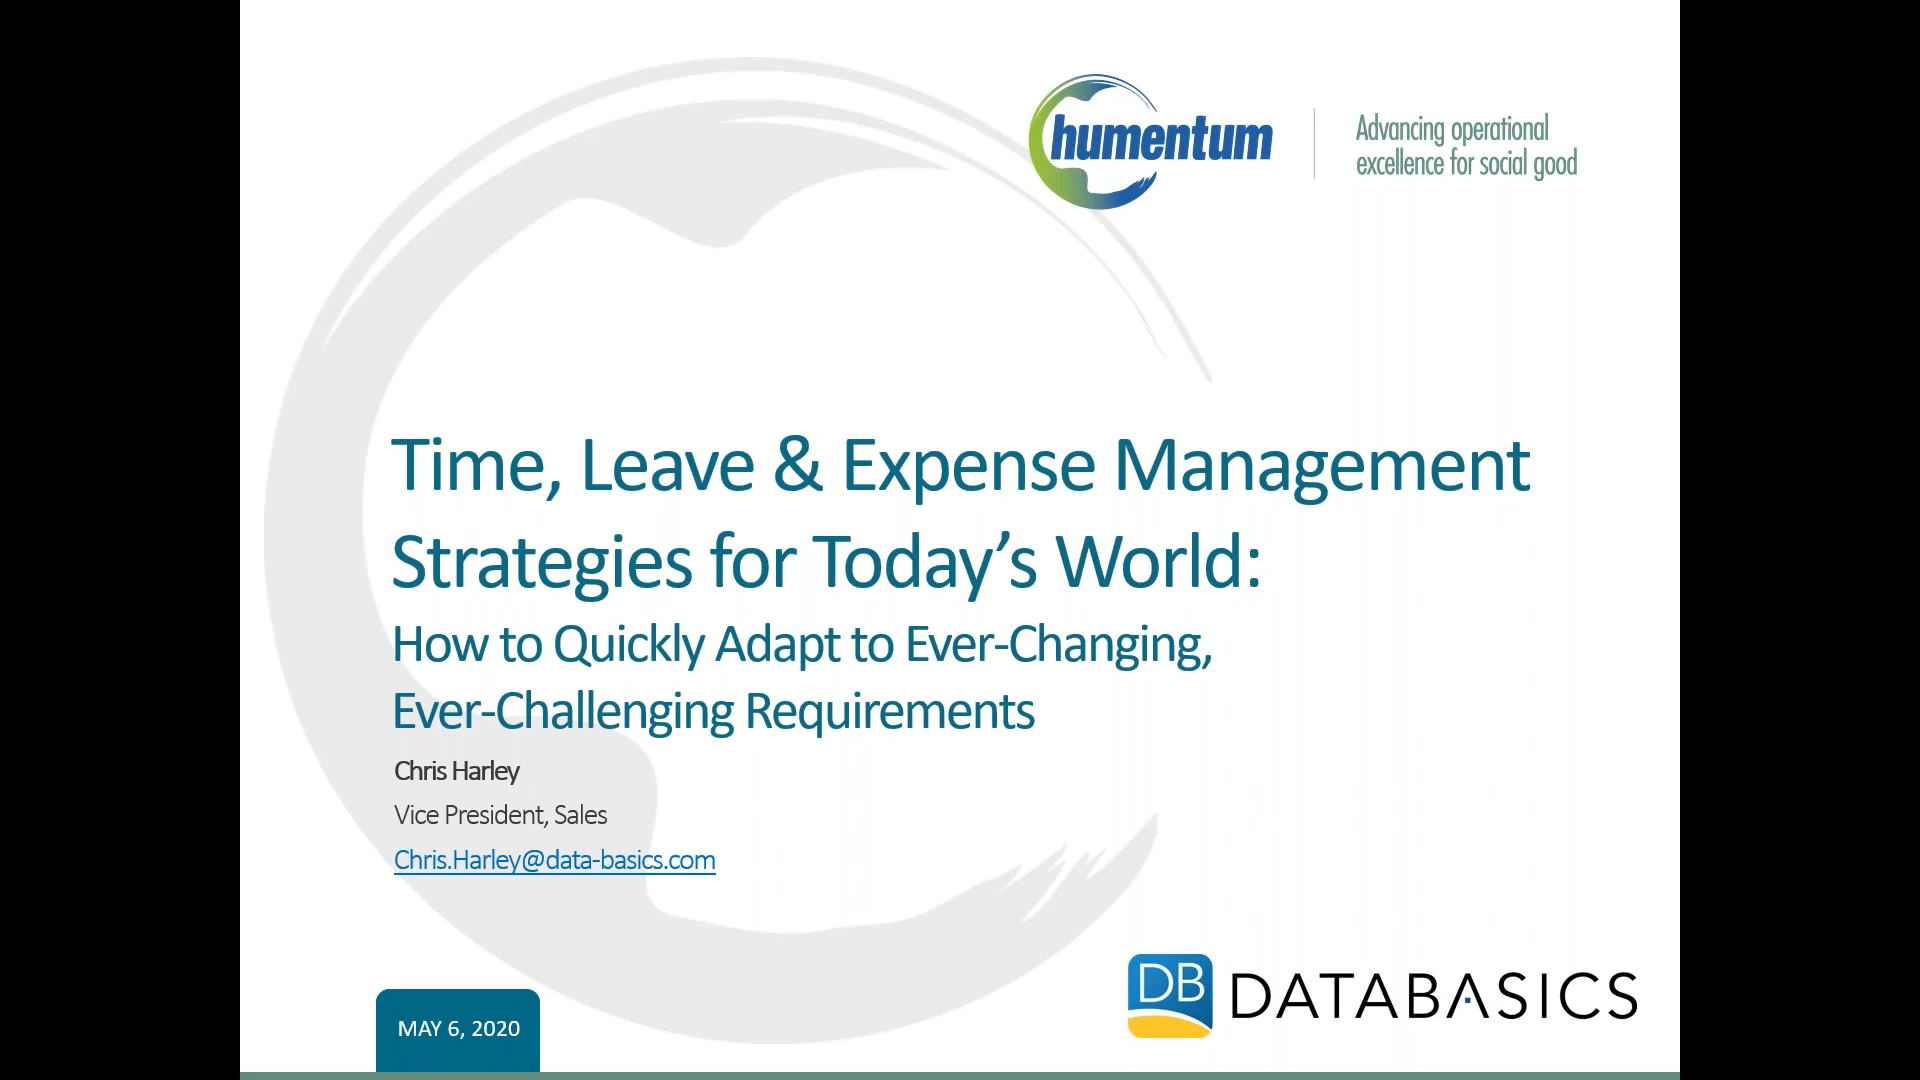 humentum
Advancing operational
excellence for social good
Time, Leave & Expense Management
Strategies for Today’s World:
How to Quickly Adapt to Ever-Changing,
Ever-Challenging Requirements
Chris Harley
Vice President, Sales
Chris.Harley@data-basics.com
MAY 6, 2020
DB DATABASICS